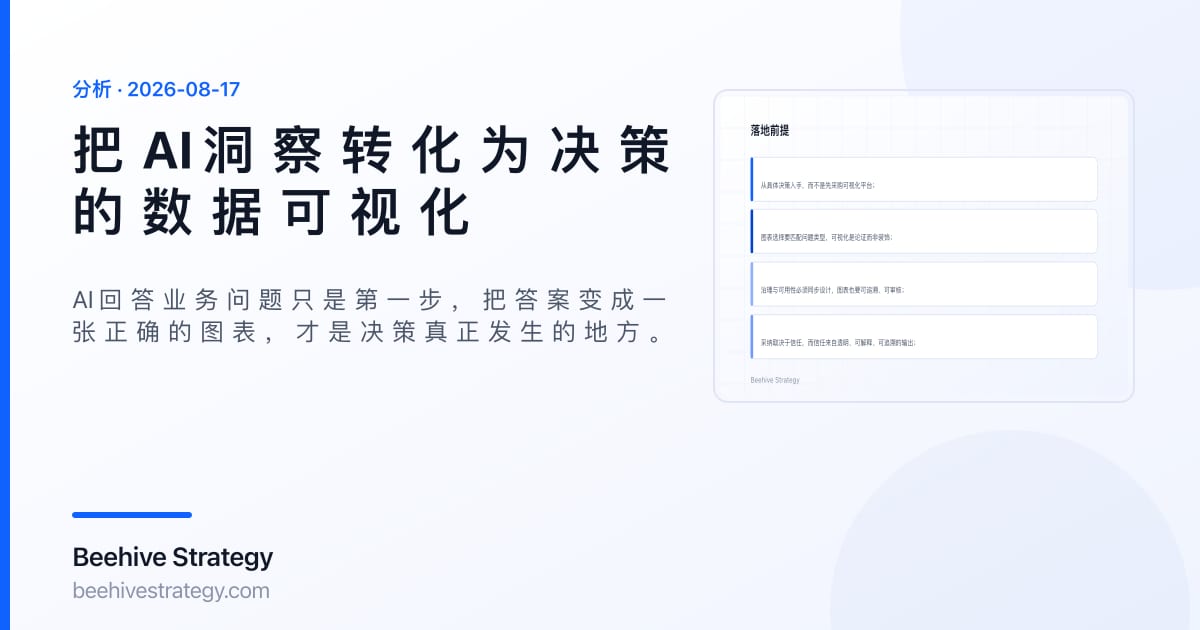 分析 · 2026-08-17
把 AI洞察转化为决策
的数据可视化
AI回答业务问题只是第一步，把答案变成一
张正确的图表，才是决策真正发生的地方。
落地前提
从具体决策入手，而不是先采购可视化平台；
图表选择要匹配问题类型，可视化是论证而非装饰；
治理与可用性必须同步设计，图表也要可追溯、可审核；
采纳取决于信任，而信任来自透明、可解释、可追溯的输出；
Beehive Strategy
Beehive Strategy
beehivestrategy.com